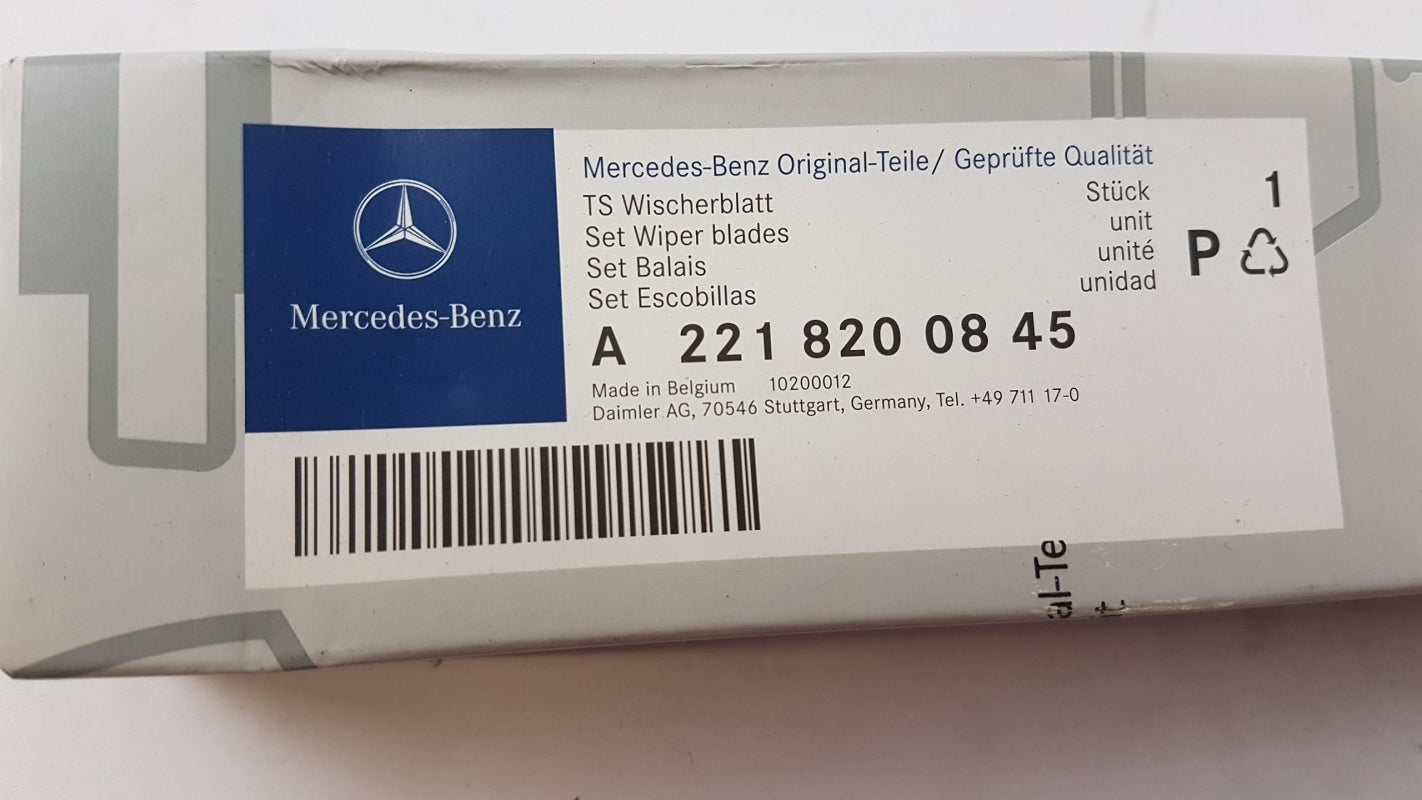 Mercedes-Benz
Mercedes-Benz Original-Teile/ Geprüfte Qualität
TS Wischerblatt
Set Wiper blades
Set Balais
Set Escobillas
Stück
unit
unité
unidad
1
P
A 221 820 08 45
Made in Belgium 10200012
Daimler AG, 70546 Stuttgart, Germany, Tel. +49 711 17-0
al-Te